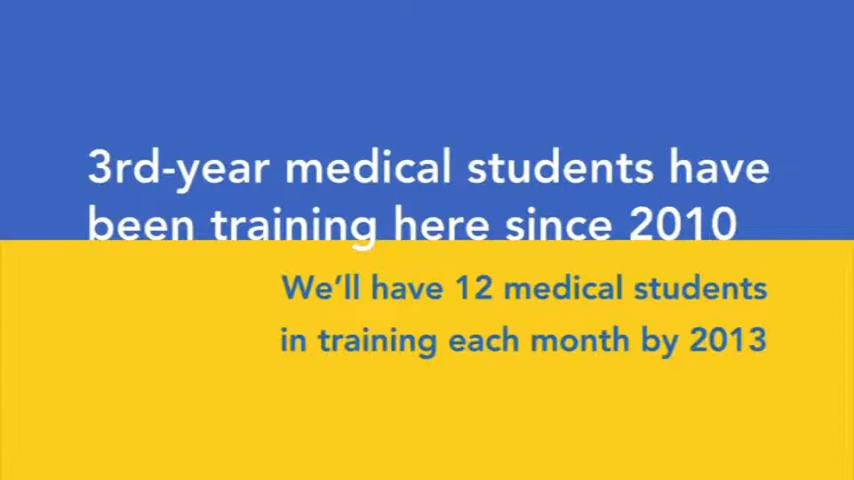 3rd-year medical students have
been training here since 2010
We’ll have 12 medical students
in training each month by 2013